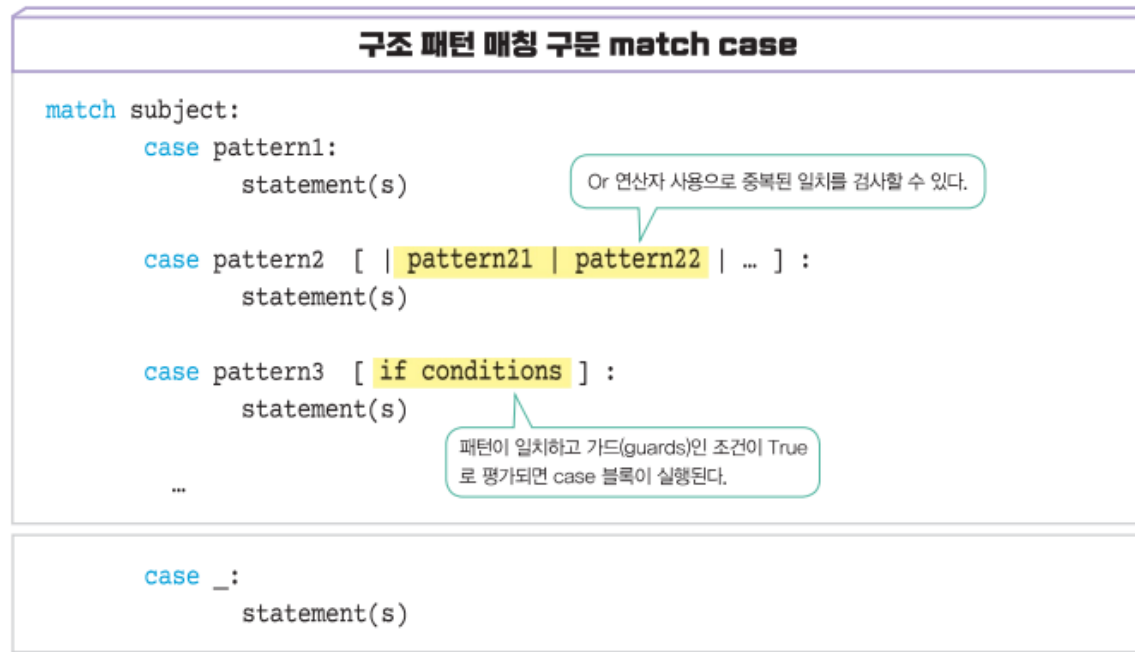 구조 패턴 매칭 구문 match case
match subject:
case pattern1:
statement(s)
Or 연산자 사용으로 중복된 일치를 검사할 수 있다.
case pattern2 [ | pattern21 | pattern22 | … ] :
statement(s)
case pattern3 [ if conditions ] :
statement(s)
패턴이 일치하고 가드(guards)인 조건이 True
로 평가되면 case 블록이 실행된다.
…
case _:
statement(s)